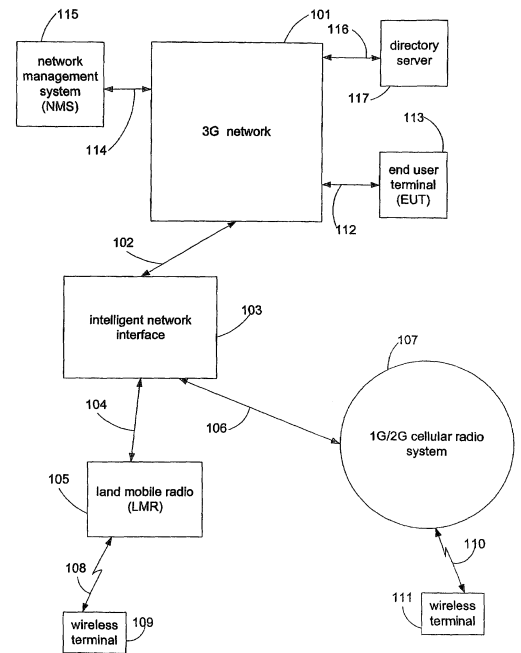 115
101
116
network
management
system
(NMS)
directory
server
117
114
3G network
113
end user
terminal
(EUT)
112
102
intelligent network
interface
103
107
104
106
1G/2G cellular radio
system
105
land mobile radio
(LMR)
108
110
wireless
terminal
109
111
wireless
terminal